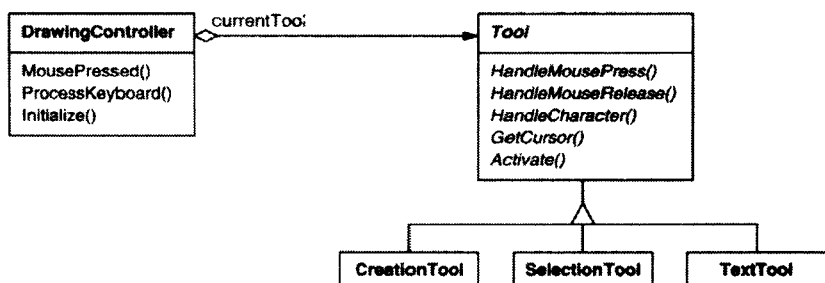 DrawingController
MousePressed()
ProcessKeyboard()
Initialize()
currentTool
Tool
HandleMousePress()
HandleMouseRelease()
HandleCharacter()
GetCursor()
Activate()
CreationTool
SelectionTool
TextTool